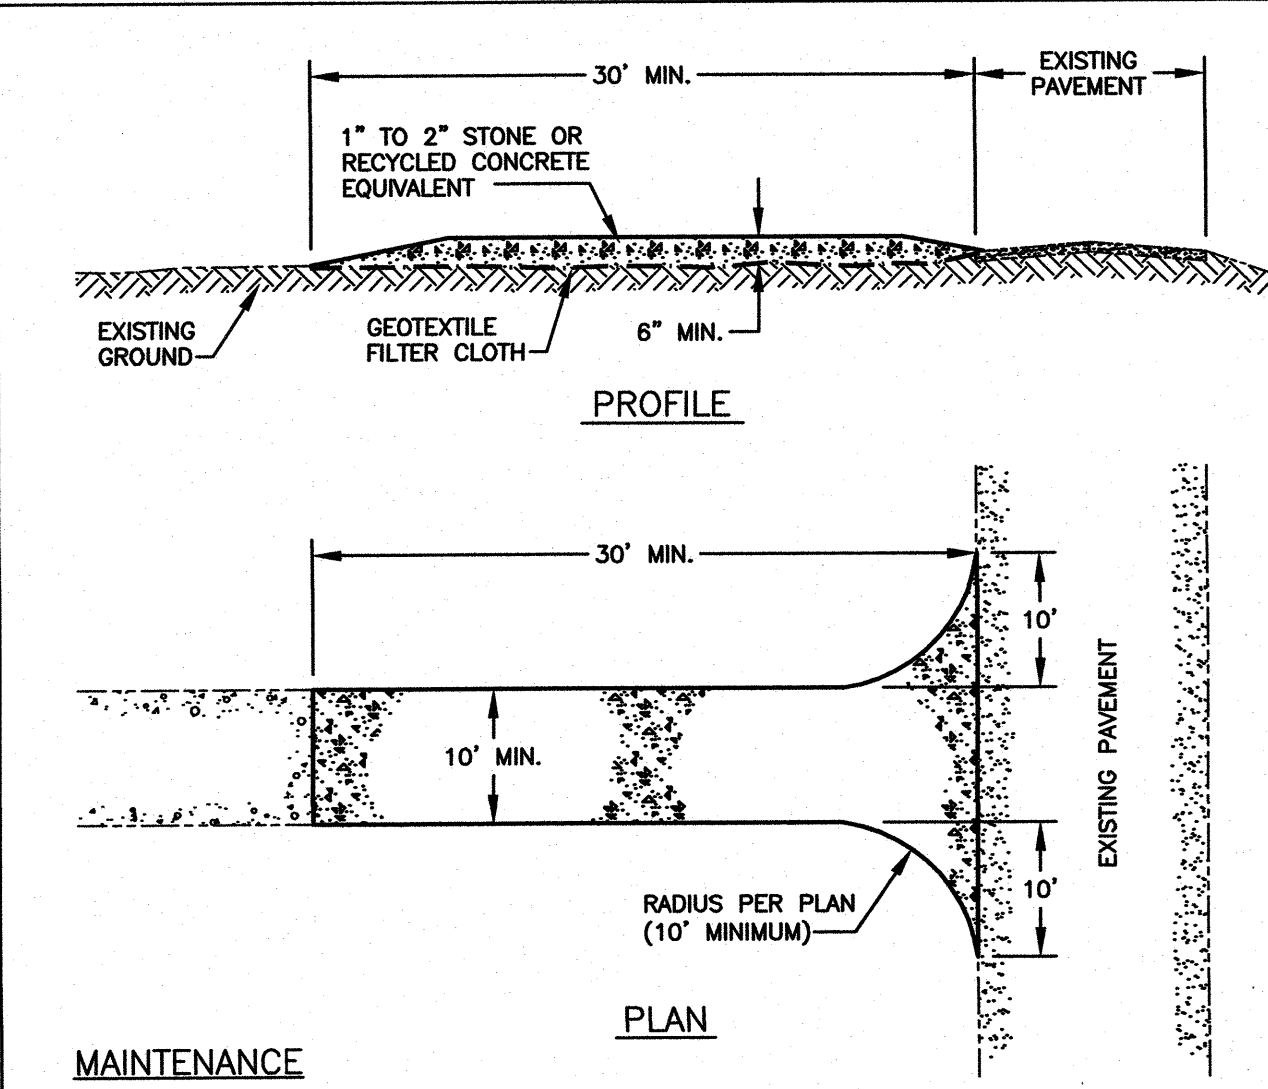 30' MIN.
EXISTING
PAVEMENT
1" TO 2" STONE OR
RECYCLED CONCRETE
EQUIVALENT
EXISTING
GROUND
GEOTEXTILE
FILTER CLOTH
6" MIN.
PROFILE
30' MIN.
10'
10' MIN.
EXISTING PAVEMENT
10'
RADIUS PER PLAN
(10' MINIMUM)
PLAN
MAINTENANCE